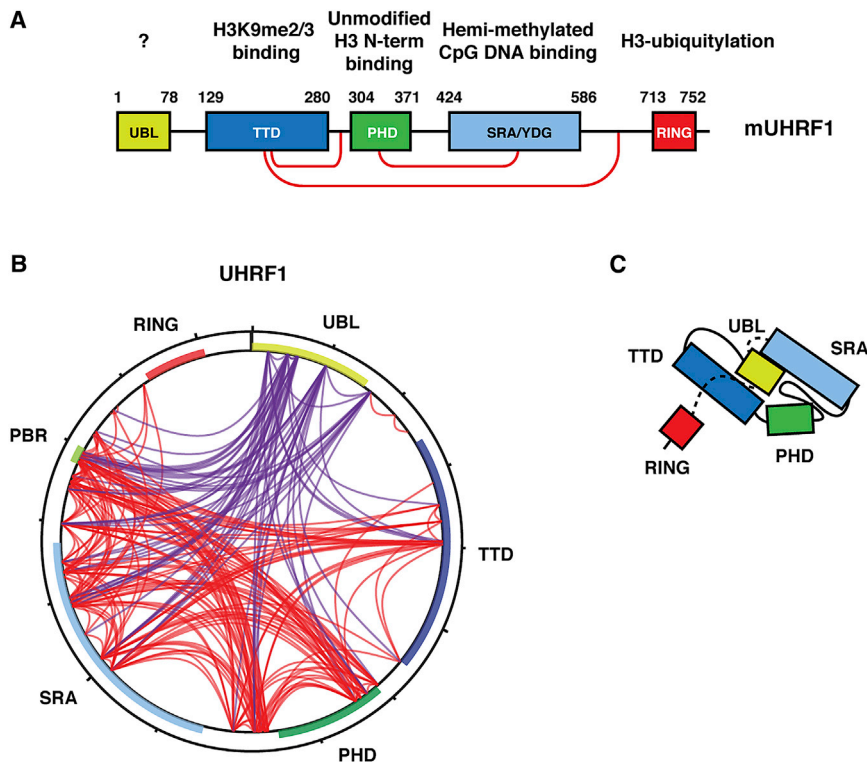 A
?
H3K9me2/3
binding
Unmodified
H3 N-term
binding
Hemi-methylated
CpG DNA binding
H3-ubiquitylation
1 78 129 280 304 371 424 586 713 752
UBL TTD PHD SRA/YDG RING mUHRF1
B
UHRF1
RING
UBL
PBR
TTD
SRA
PHD
C
UBL
SRA
TTD
RING
PHD